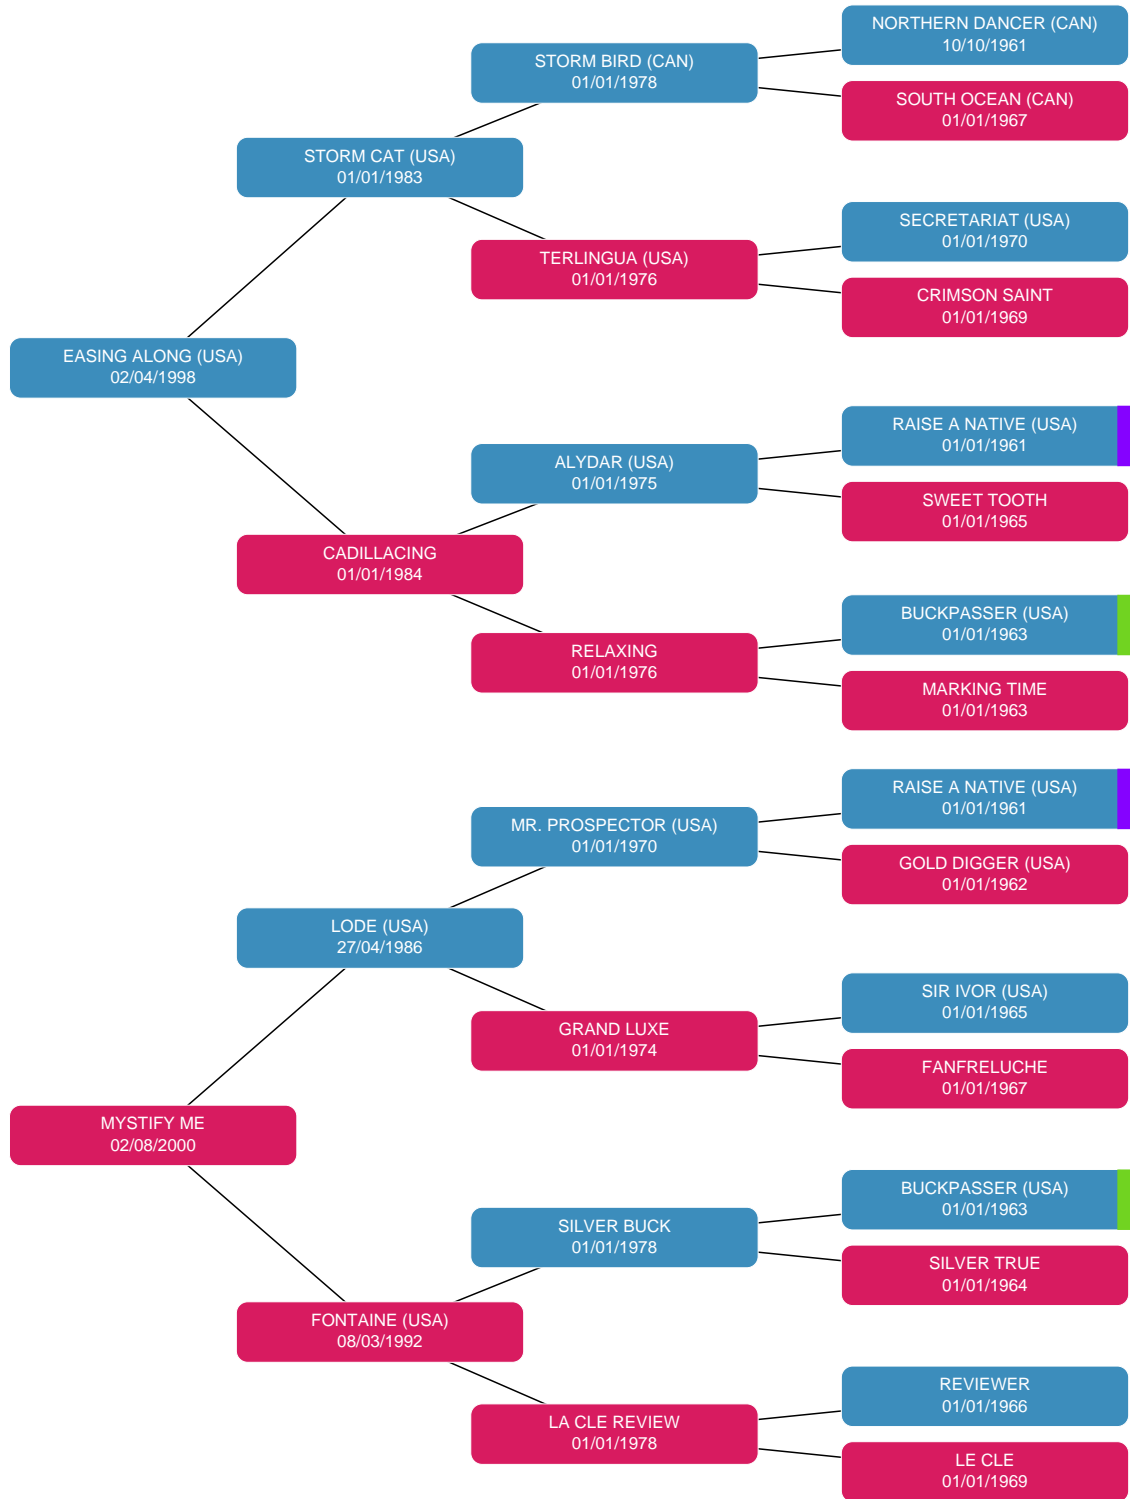 NORTHERN DANCER (CAN)
10/10/1961
STORM BIRD (CAN)
01/01/1978
SOUTH OCEAN (CAN)
01/01/1967
STORM CAT (USA)
01/01/1983
SECRETARIAT (USA)
01/01/1970
TERLINGUA (USA)
01/01/1976
CRIMSON SAINT
01/01/1969
EASING ALONG (USA)
02/04/1998
RAISE A NATIVE (USA)
01/01/1961
ALYDAR (USA)
01/01/1975
SWEET TOOTH
01/01/1965
CADILLACING
01/01/1984
BUCKPASSER (USA)
01/01/1963
RELAXING
01/01/1976
MARKING TIME
01/01/1963
RAISE A NATIVE (USA)
01/01/1961
MR. PROSPECTOR (USA)
01/01/1970
GOLD DIGGER (USA)
01/01/1962
LODE (USA)
27/04/1986
SIR IVOR (USA)
01/01/1965
GRAND LUXE
01/01/1974
FANFRELUCHE
01/01/1967
MYSTIFY ME
02/08/2000
BUCKPASSER (USA)
01/01/1963
SILVER BUCK
01/01/1978
SILVER TRUE
01/01/1964
FONTAINE (USA)
08/03/1992
REVIEWER
01/01/1966
LA CLE REVIEW
01/01/1978
LE CLE
01/01/1969